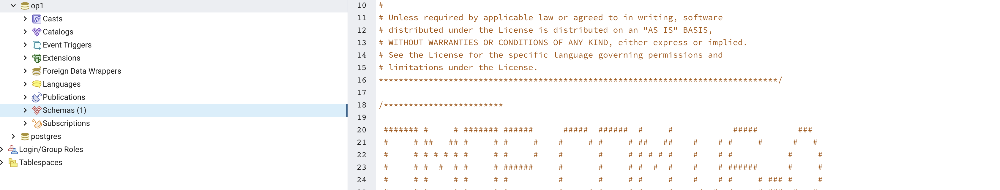 op1
Casts
Catalogs
Event Triggers
Extensions
Foreign Data Wrappers
Languages
Publications
Schemas (1)
Subscriptions
postgres
Login/Group Roles
Tablespaces
10 #
11 # Unless required by applicable law or agreed to in writing, software
12 # distributed under the License is distributed on an "AS IS" BASIS,
13 # WITHOUT WARRANTIES OR CONDITIONS OF ANY KIND, either express or implied.
14 # See the License for the specific language governing permissions and
15 # limitations under the License.
16 ********************************************************************************/
17
18 /************************
19
20  ####### #     # ####### ######      #####  ######  #     #            #####        ###
21  #     # ##   ## #     # #     #    #     # #     # ##   ##    #    # #     #      #   #
22  #     # # # # # #     # #     #    #       #     # # # # #    #    # #           #     #
23  #     # #  #  # #     # ######     #       #     # #  #  #    #    # ######      #     #
24  #     # #     # #     # #          #       #     # #     #    #    # #     # ### #     #